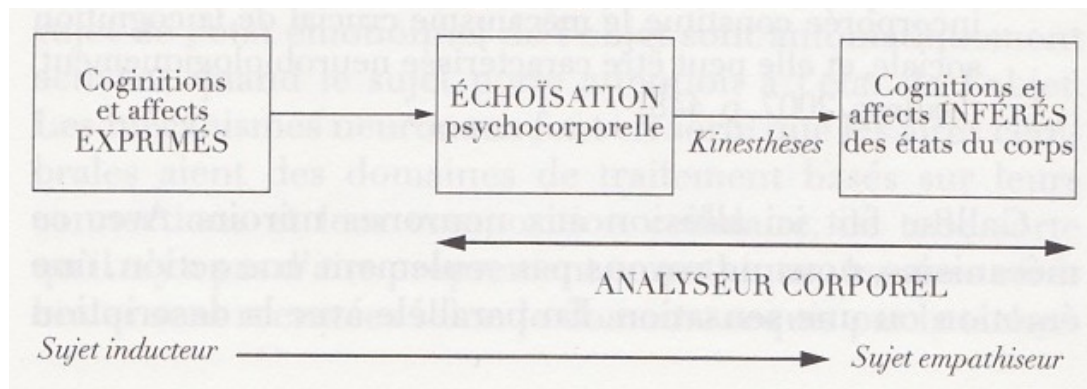 Coginitions
et affects
EXPRIMÉS
ÉCHOÏSATION
psychocorporelle
Kinesthèses
Cognitions et
affects INFÉRÉS
des états du corps
ANALYSEUR CORPOREL
Sujet inducteur
Sujet empathiseur